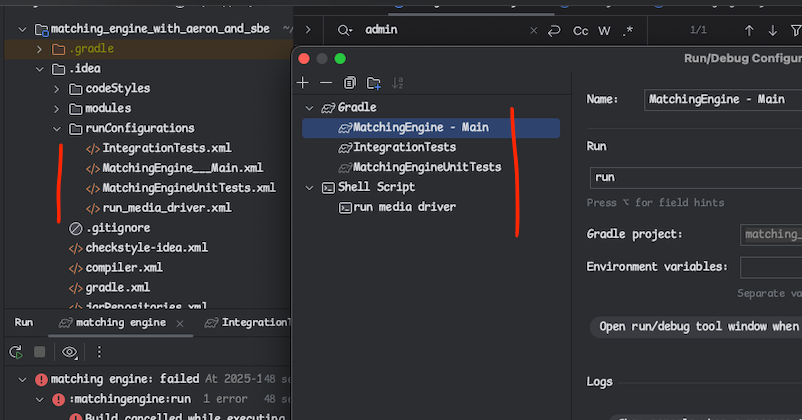 matching_engine_with_aeron_and_sbe ~/
.gradle
.idea
codeStyles
modules
runConfigurations
IntegrationTests.xml
MatchingEngine___Main.xml
MatchingEngineUnitTests.xml
run_media_driver.xml
.gitignore
checkstyle-idea.xml
compiler.xml
gradle.xml
jarRepositories.xml
admin
Cc W .*
1/1
Run/Debug Configur
Gradle
MatchingEngine - Main
IntegrationTests
MatchingEngineUnitTests
Shell Script
run media driver
Name: MatchingEngine - Main
Run
run
Press ⌥ for field hints
Gradle project: matching_
Environment variables:
Separate va
Open run/debug tool window when
Logs
Run matching engine IntegrationT
matching engine: failed At 2025-1 48 se
:matchingengine:run 1 error 48 s
Build cancelled while executing